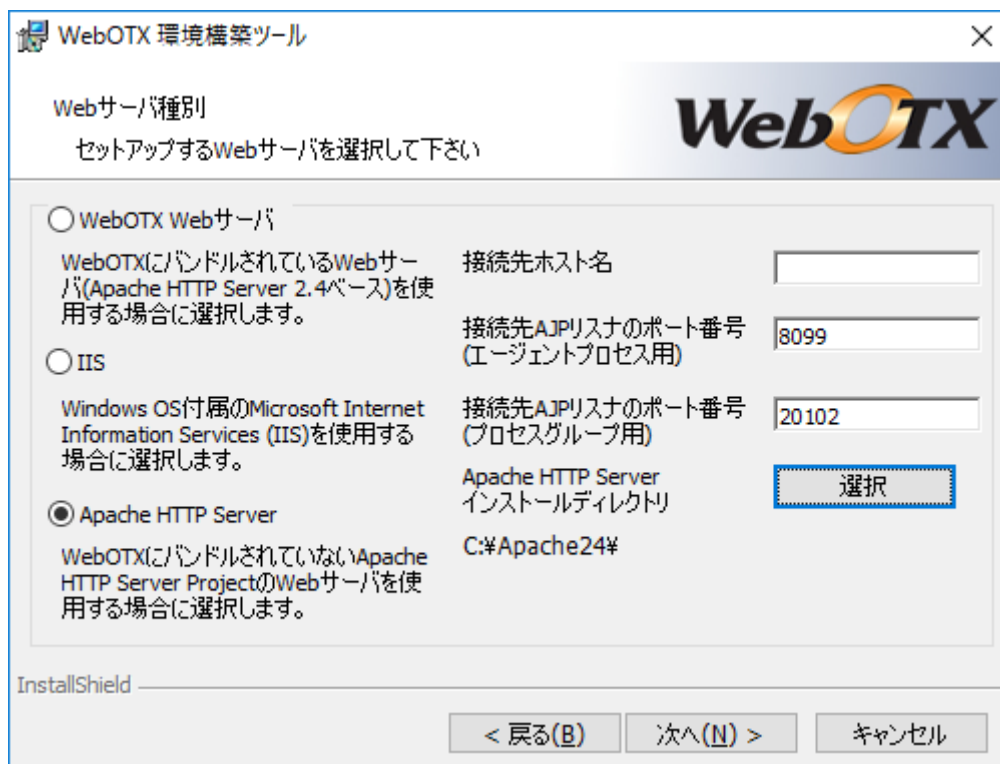 WebOTX 環境構築ツール
Webサーバ種別
セットアップするWebサーバを選択して下さい
WebOTX
WebOTX Webサーバ
WebOTXにバンドルされているWebサー
バ(Apache HTTP Server 2.4ベース)を使
用する場合に選択します。
IIS
Windows OS付属のMicrosoft Internet
Information Services (IIS)を使用する
場合に選択します。
Apache HTTP Server
WebOTXにバンドルされていないApache
HTTP Server ProjectのWebサーバを使
用する場合に選択します。
接続先ホスト名
接続先AJPリスナのポート番号
(エージェントプロセス用)
8099
接続先AJPリスナのポート番号
(プロセスグループ用)
20102
Apache HTTP Server
インストールディレクトリ
選択
C:¥Apache24¥
InstallShield
< 戻る(B)
次へ(N) >
キャンセル